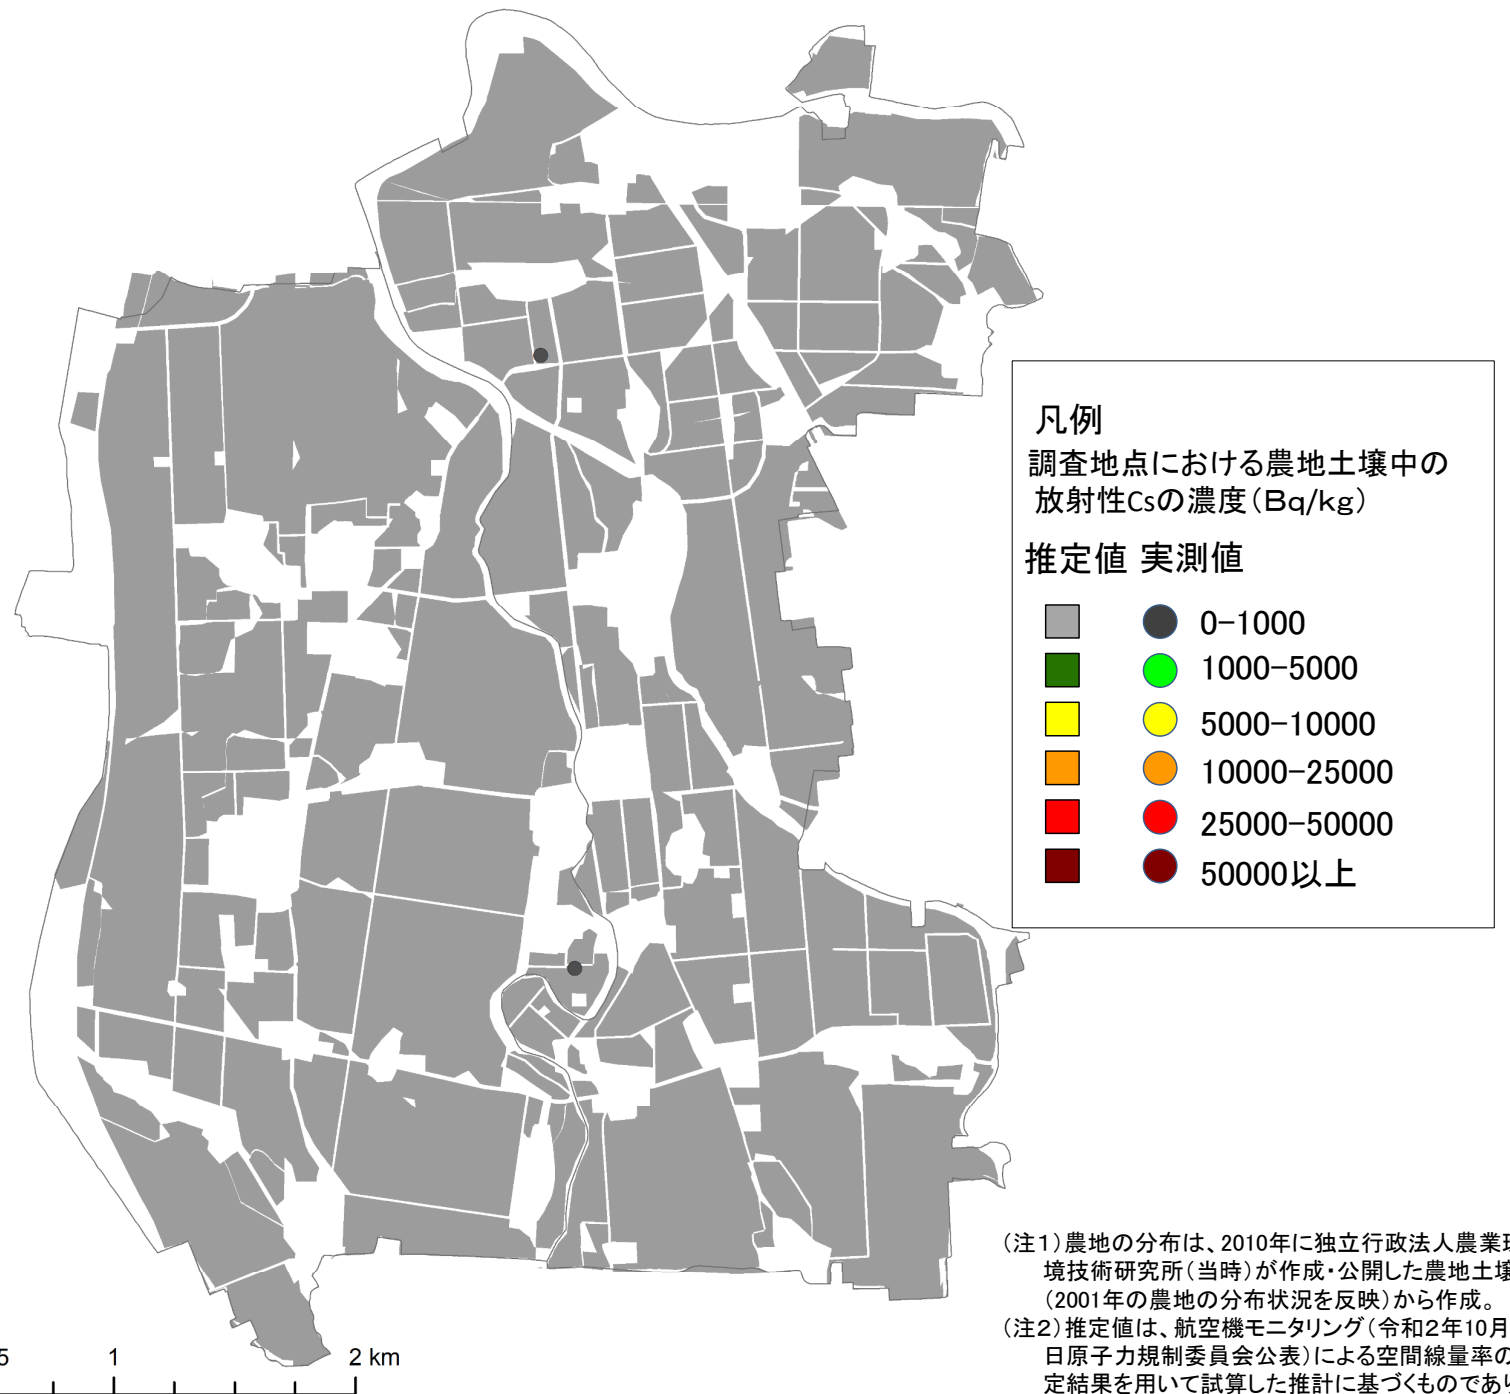 凡例
調査地点における農地土壌中の
放射性Csの濃度（Bq/kg）
推定値 実測値
0-1000
1000-5000
5000-10000
10000-25000
25000-50000
50000以上
（注1）農地の分布は、2010年に独立行政法人農業環
境技術研究所（当時）が作成・公開した農地土壌
（2001年の農地の分布状況を反映）から作成。
（注2）推定値は、航空機モニタリング（令和2年10月
日原子力規制委員会公表）による空間線量率の
定結果を用いて試算した推計に基づくものであり
5 1 2 km